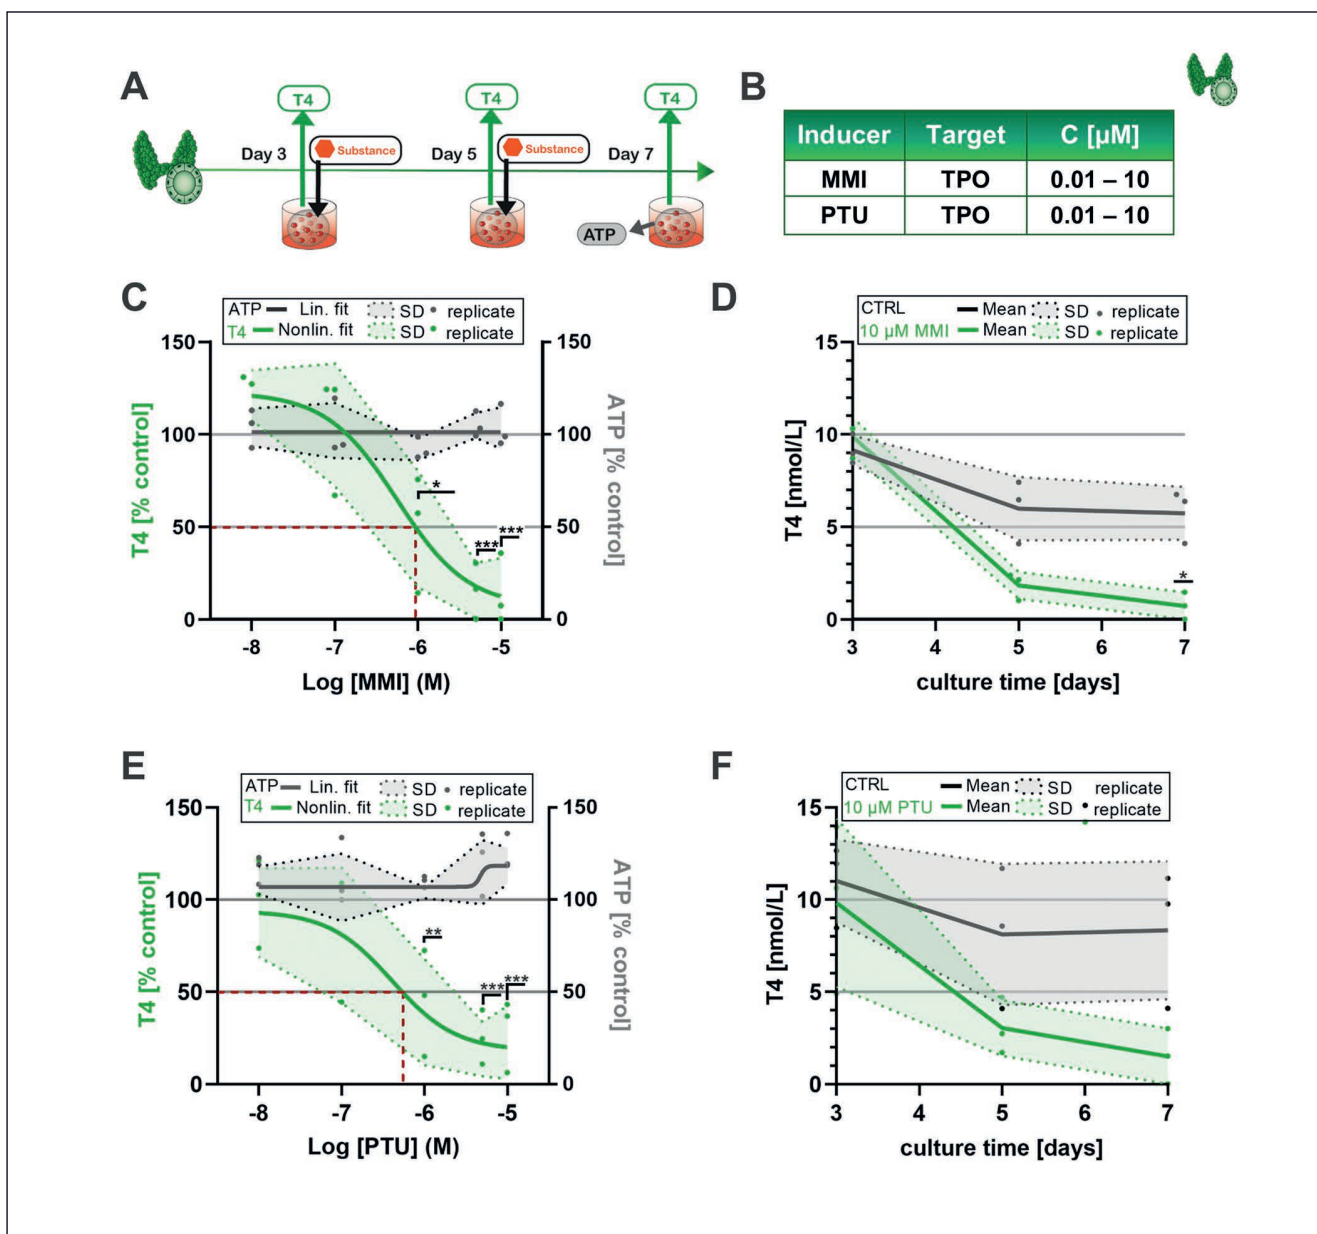 A
T4
T4
T4
Day 3
Substance
Day 5
Substance
Day 7
ATP
B
Inducer Target C [µM]
MMI TPO 0.01 – 10
PTU TPO 0.01 – 10
C
ATP Lin. fit SD replicate
T4 Nonlin. fit SD replicate
150 150
100 100
50 50
0 0
*
***
***
T4 [% control]
ATP [% control]
-8 -7 -6 -5
Log [MMI] (M)
D
CTRL Mean SD replicate
10 µM MMI Mean SD replicate
15
10
5
0
*
T4 [nmol/L]
3 4 5 6 7
culture time [days]
E
ATP Lin. fit SD replicate
T4 Nonlin. fit SD replicate
150 150
100 100
50 50
0 0
**
***
***
T4 [% control]
ATP [% control]
-8 -7 -6 -5
Log [PTU] (M)
F
CTRL Mean SD replicate
10 µM PTU Mean SD replicate
15
10
5
0
T4 [nmol/L]
3 4 5 6 7
culture time [days]